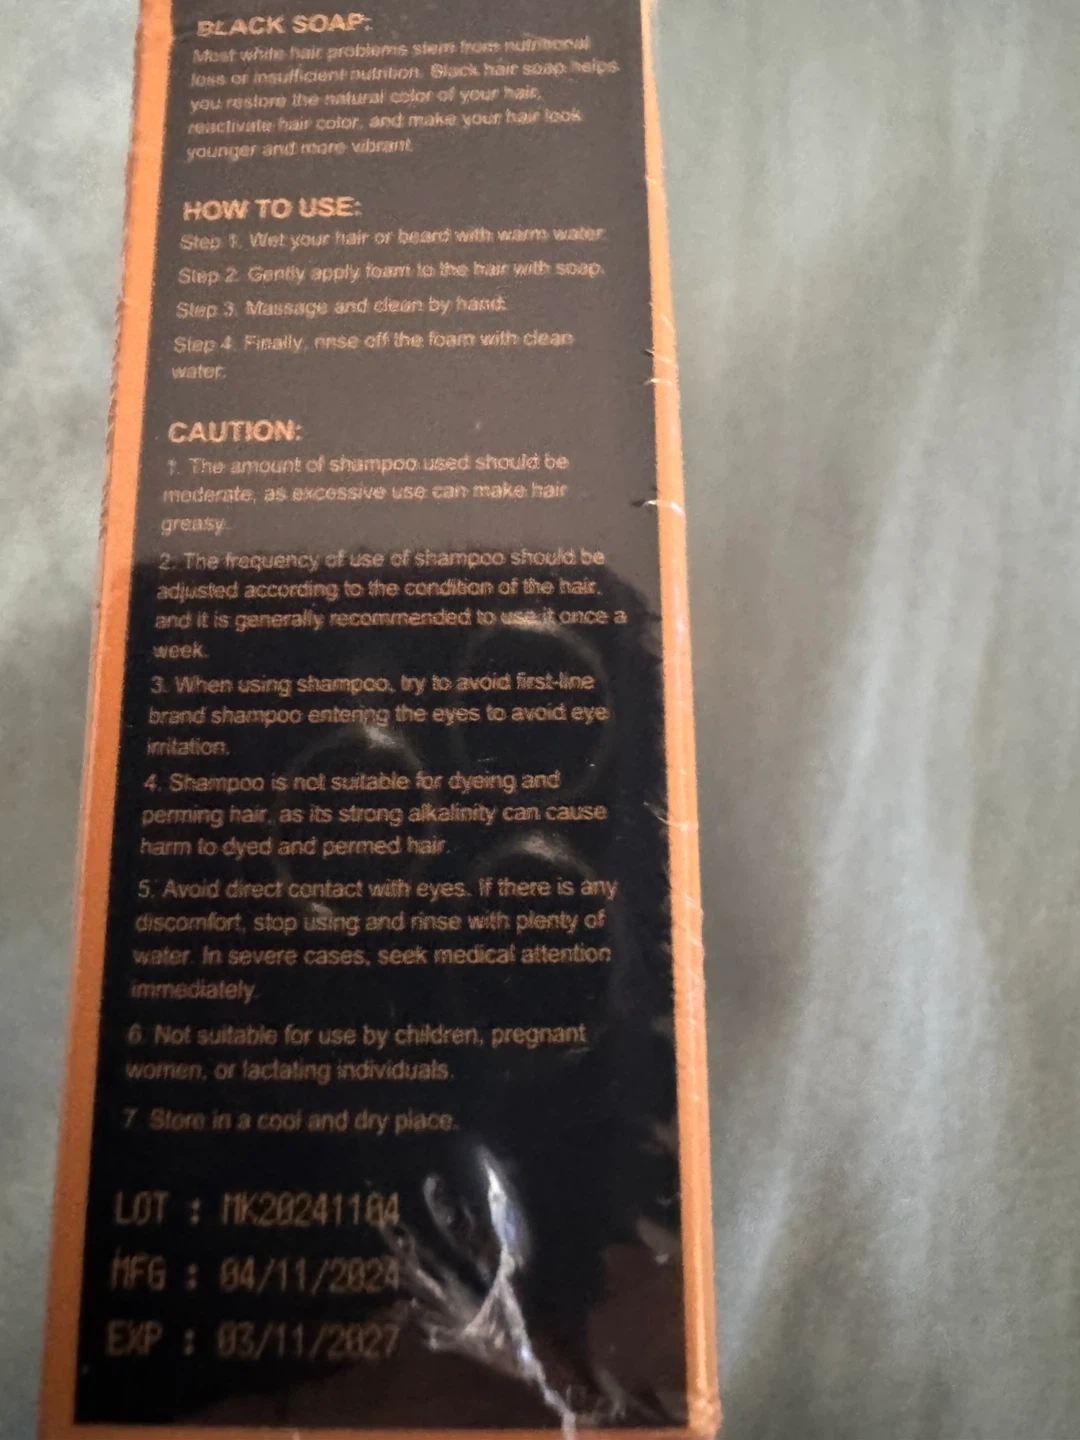 BLACK SOAP:
Most white hair problems stem from nutritional
loss or insufficient nutrition. Black hair soap helps
you restore the natural color of your hair,
reactivate hair color, and make your hair look
younger and more vibrant.
HOW TO USE:
Step 1. Wet your hair or beard with warm water.
Step 2. Gently apply foam to the hair with soap.
Step 3. Massage and clean by hand.
Step 4. Finally, rinse off the foam with clean
water.
CAUTION:
1. The amount of shampoo used should be
moderate, as excessive use can make hair
greasy.
2. The frequency of use of shampoo should be
adjusted according to the condition of the hair,
and it is generally recommended to use it once a
week.
3. When using shampoo, try to avoid first-line
brand shampoo entering the eyes to avoid eye
irritation.
4. Shampoo is not suitable for dyeing and
perming hair, as its strong alkalinity can cause
harm to dyed and permed hair.
5. Avoid direct contact with eyes. If there is any
discomfort, stop using and rinse with plenty of
water. In severe cases, seek medical attention
immediately.
6. Not suitable for use by children, pregnant
women, or lactating individuals.
7. Store in a cool and dry place.
LOT : MK20241104
MFG : 04/11/2024
EXP : 03/11/2027